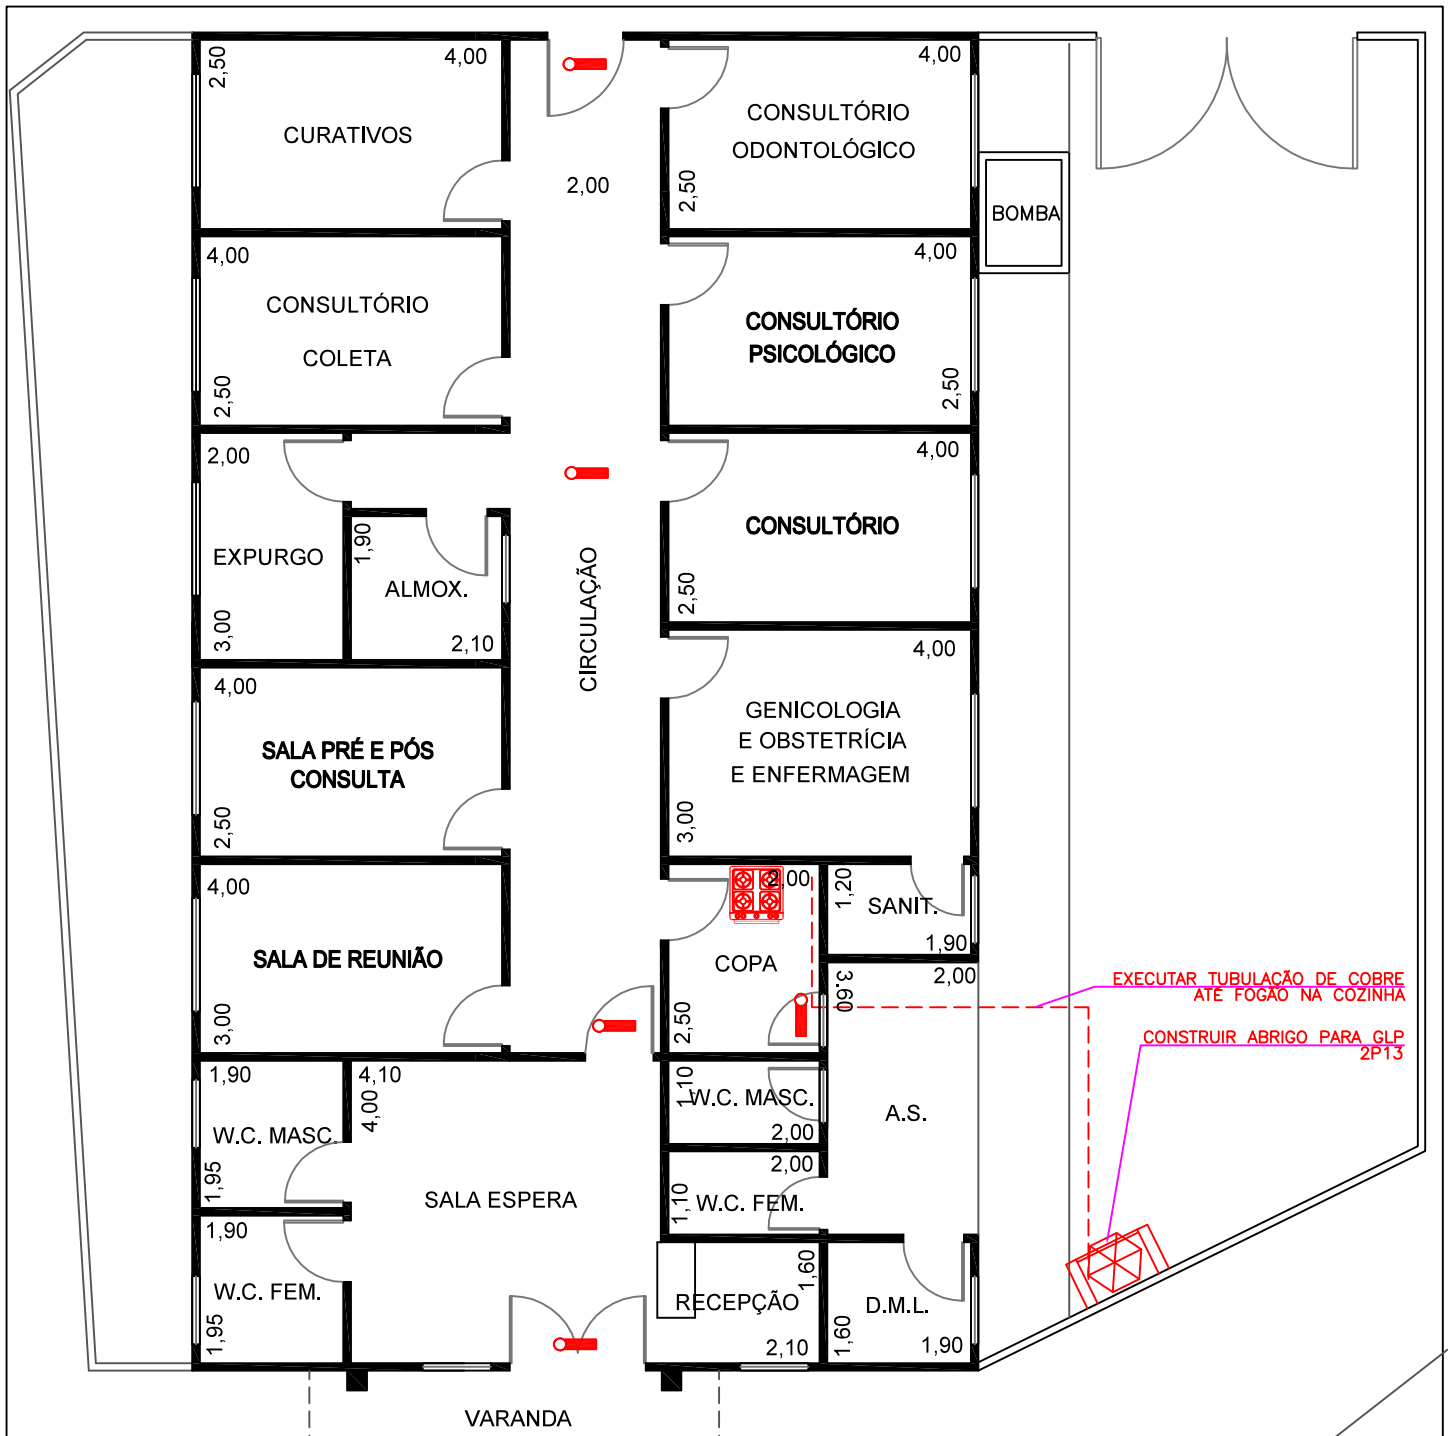 2,50
4,00
CURATIVOS
4,00
CONSULTÓRIO
ODONTOLÓGICO
2,50
2,00
BOMBA
4,00
CONSULTÓRIO
COLETA
2,50
4,00
CONSULTÓRIO
PSICOLÓGICO
2,50
2,00
EXPURGO
3,00
1,90
ALMOX.
2,10
CIRCULAÇÃO
4,00
CONSULTÓRIO
2,50
4,00
SALA PRÉ E PÓS
CONSULTA
2,50
4,00
GENICOLOGIA
E OBSTETRÍCIA
E ENFERMAGEM
3,00
4,00
SALA DE REUNIÃO
3,00
2,00
COPA
2,50
1,20
SANIT.
1,90
3.60
2,00
A.S.
EXECUTAR TUBULAÇÃO DE COBRE
ATÉ FOGÃO NA COZINHA
CONSTRUIR ABRIGO PARA GLP
2P13
1,90
W.C. MASC.
1,95
4,10
4,00
SALA ESPERA
1,10
W.C. MASC.
2,00
2,00
1,10
W.C. FEM.
1,90
W.C. FEM.
1,95
1,60
RECEPÇÃO
2,10
D.M.L.
1,60
1,90
VARANDA